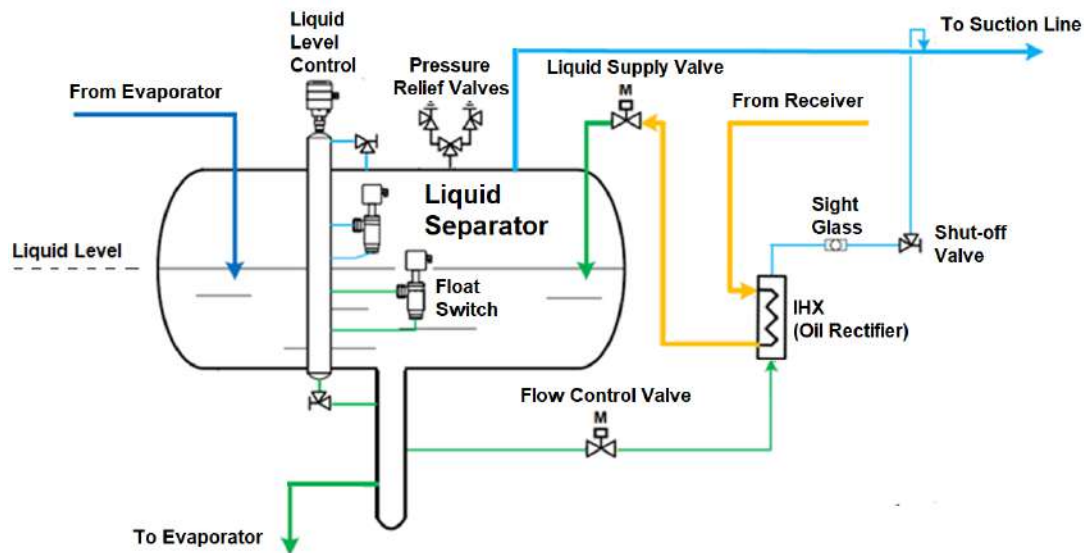 Liquid
Level
Control
Pressure
Relief Valves
To Suction Line
Liquid Supply Valve
M
From Evaporator
From Receiver
Liquid
Separator
Sight
Glass
Shut-off
Valve
Liquid Level
Float
Switch
IHX
(Oil Rectifier)
Flow Control Valve
M
To Evaporator